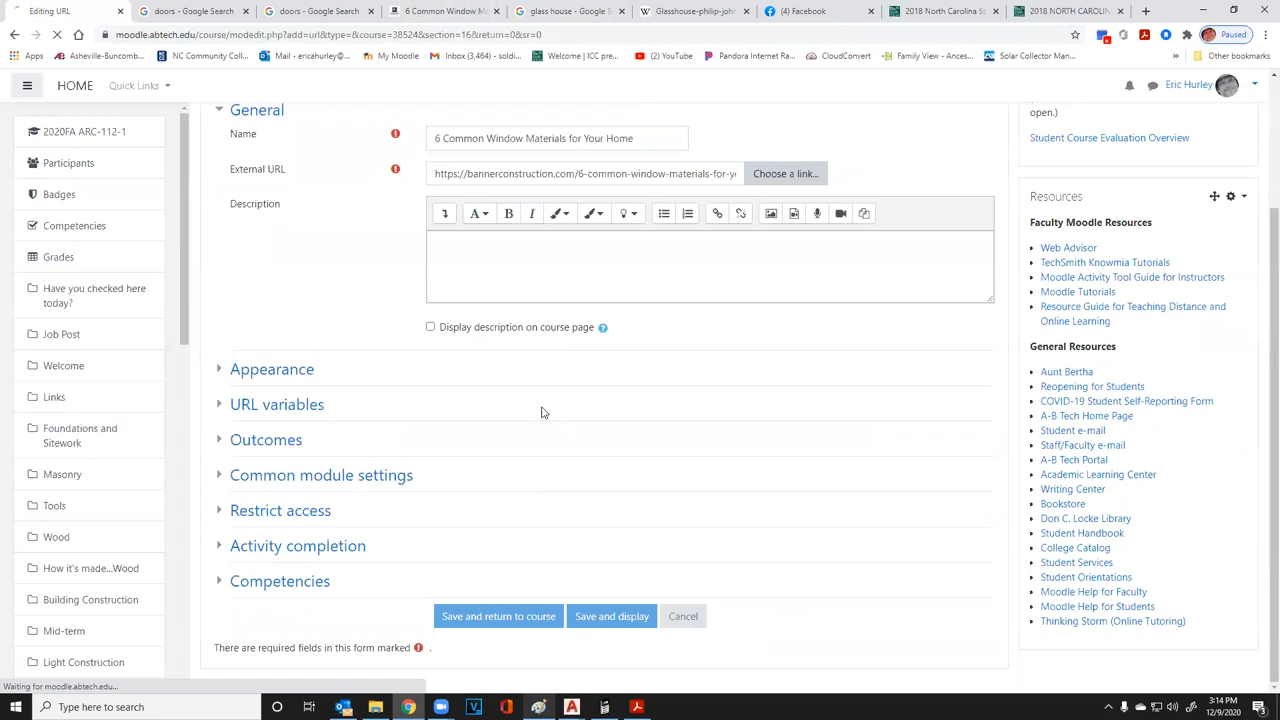 Editing URL
doors - Google Search
doors - Google Search
6 Common Window M
glass house - Google S
Glasshouse-philip-john
(4) Facebook
2018 North Carolina St
2018 NORTH CAROLIN
moodle.abtech.edu/course/modedit.php?add=url&type=&course=38524&section=16&return=0&sr=0
Paused
Apps
Asheville-Buncomb...
NC Community Coll...
Mail - ericahurley@...
My Moodle
Inbox (3,464) - soldi...
Welcome | ICC pre...
(2) YouTube
Pandora Internet Ra...
CloudConvert
Family View - Ances...
Solar Collector Man...
»
Other bookmarks
HOME
Quick Links
Eric Hurley
2020FA ARC-112-1
Participants
Badges
Competencies
Grades
Have you checked here
today?
Job Post
Welcome
Links
Foundations and
Sitework
Masonry
Tools
Wood
How it's made...Wood
Building Construction
Mid-term
Light Construction
General
Name
6 Common Window Materials for Your Home
External URL
https://bannerconstruction.com/6-common-window-materials-for-y
Choose a link...
Description
A
B
I
Display description on course page
Appearance
URL variables
Outcomes
Common module settings
Restrict access
Activity completion
Competencies
Save and return to course
Save and display
Cancel
There are required fields in this form marked .
open.)
Student Course Evaluation Overview
Resources
Faculty Moodle Resources
Web Advisor
TechSmith Knowmia Tutorials
Moodle Activity Tool Guide for Instructors
Moodle Tutorials
Resource Guide for Teaching Distance and
Online Learning
General Resources
Aunt Bertha
Reopening for Students
COVID-19 Student Self-Reporting Form
A-B Tech Home Page
Student e-mail
Staff/Faculty e-mail
A-B Tech Portal
Academic Learning Center
Writing Center
Bookstore
Don C. Locke Library
Student Handbook
College Catalog
Student Services
Student Orientations
Moodle Help for Faculty
Moodle Help for Students
Thinking Storm (Online Tutoring)
Waiting for moodle.abtech.edu...
Type here to search
3:14 PM
12/9/2020